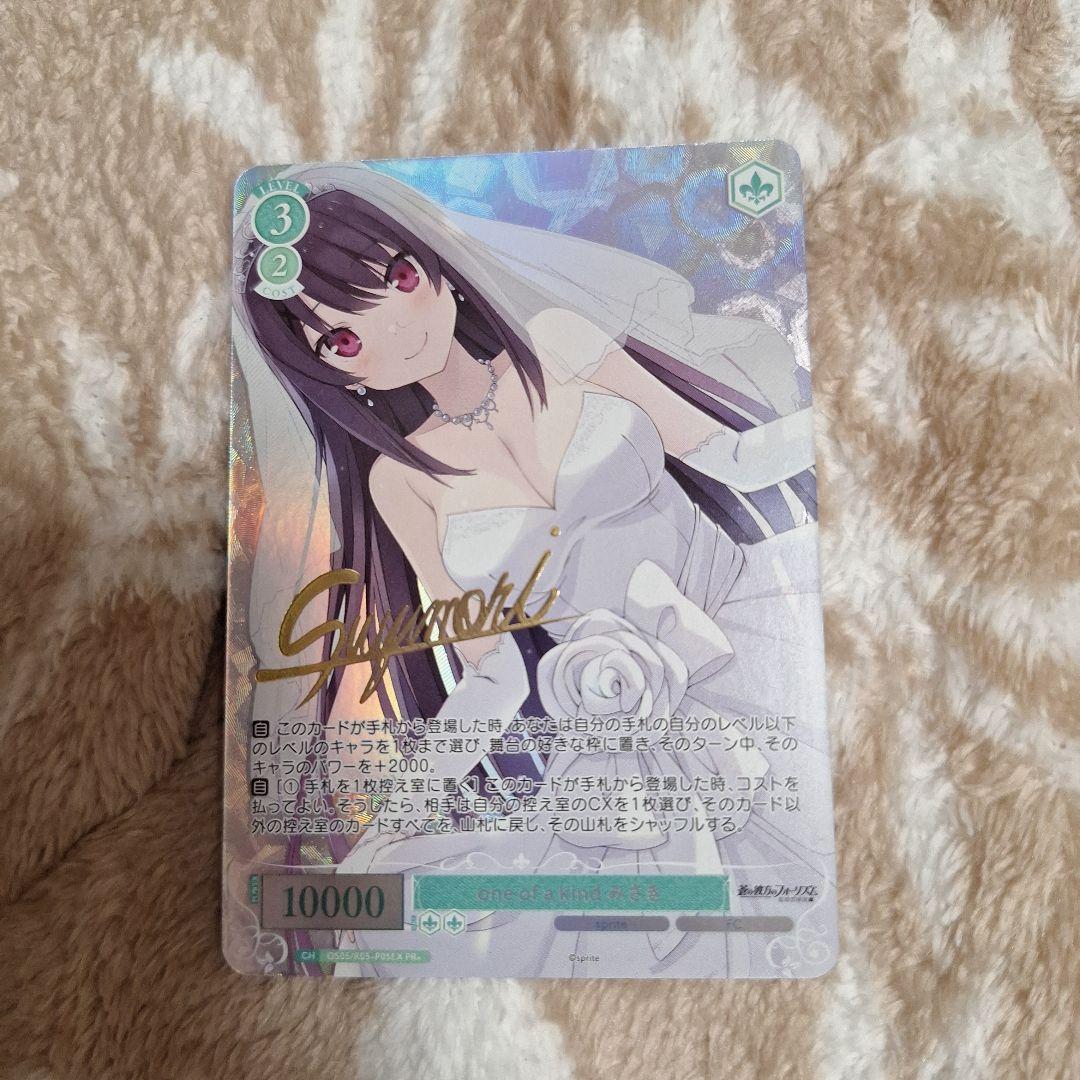 LEVEL
3
2
COST
Suzumori
自 このカードが手札から登場した時、あなたは自分の手札の自分のレベル以下
のレベルのキャラを1枚まで選び、舞台の好きな枠に置き、そのターン中、その
キャラのパワーを+2000。
自 [① 手札を1枚控え室に置く] このカードが手札から登場した時、コストを
払ってよい。そうしたら、相手は自分の控え室のCXを1枚選び、そのカード以
外の控え室のカードすべてを、山札に戻し、その山札をシャッフルする。
POWER
10000
one of a kind みさき
蒼の彼方のフォーリズム
sprite
FC
CH
OS05/K05-P05EX PR+
©sprite